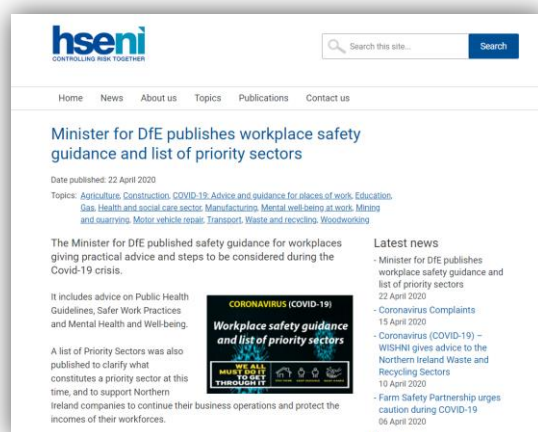 hseni
CONTROLLING RISK TOGETHER
Search this site...
Search
Home News About us Topics Publications Contact us
Minister for DfE publishes workplace safety
guidance and list of priority sectors
Date published: 22 April 2020
Topics: Agriculture, Construction, COVID-19: Advice and guidance for places of work, Education,
Gas, Health and social care sector, Manufacturing, Mental well-being at work, Mining
and quarrying, Motor vehicle repair, Transport, Waste and recycling, Woodworking
The Minister for DfE published safety guidance for workplaces
giving practical advice and steps to be considered during the
Covid-19 crisis.
It includes advice on Public Health
Guidelines, Safer Work Practices
and Mental Health and Well-being.
A list of Priority Sectors was also
published to clarify what
constitutes a priority sector at this
time, and to support Northern
Ireland companies to continue their business operations and protect the
incomes of their workforces.
CORONAVIRUS (COVID-19)
Workplace safety guidance
and list of priority sectors
WE ALL
MUST DO IT
TO GET
THROUGH IT
Latest news
- Minister for DfE publishes
workplace safety guidance and
list of priority sectors
22 April 2020
- Coronavirus Complaints
15 April 2020
- Coronavirus (COVID-19) –
WISHNI gives advice to the
Northern Ireland Waste and
Recycling Sectors
10 April 2020
- Farm Safety Partnership urges
caution during COVID-19
06 April 2020